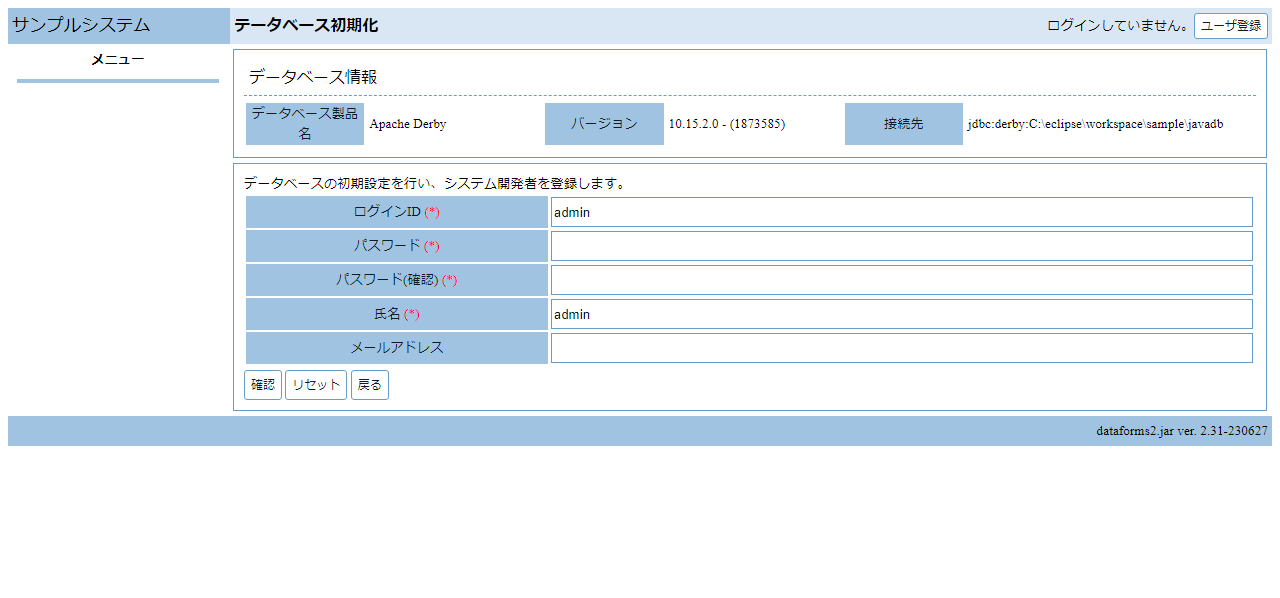 サンプルシステム
データベース初期化
ログインしていません。 ユーザ登録
メニュー
データベース情報
データベース製品名 Apache Derby バージョン 10.15.2.0 - (1873585) 接続先 jdbc:derby:C:\eclipse\workspace\sample\javadb
データベースの初期設定を行い、システム開発者を登録します。
ログインID (*) admin
パスワード (*)
パスワード(確認) (*)
氏名 (*) admin
メールアドレス
確認 リセット 戻る
dataforms2.jar ver. 2.31-230627